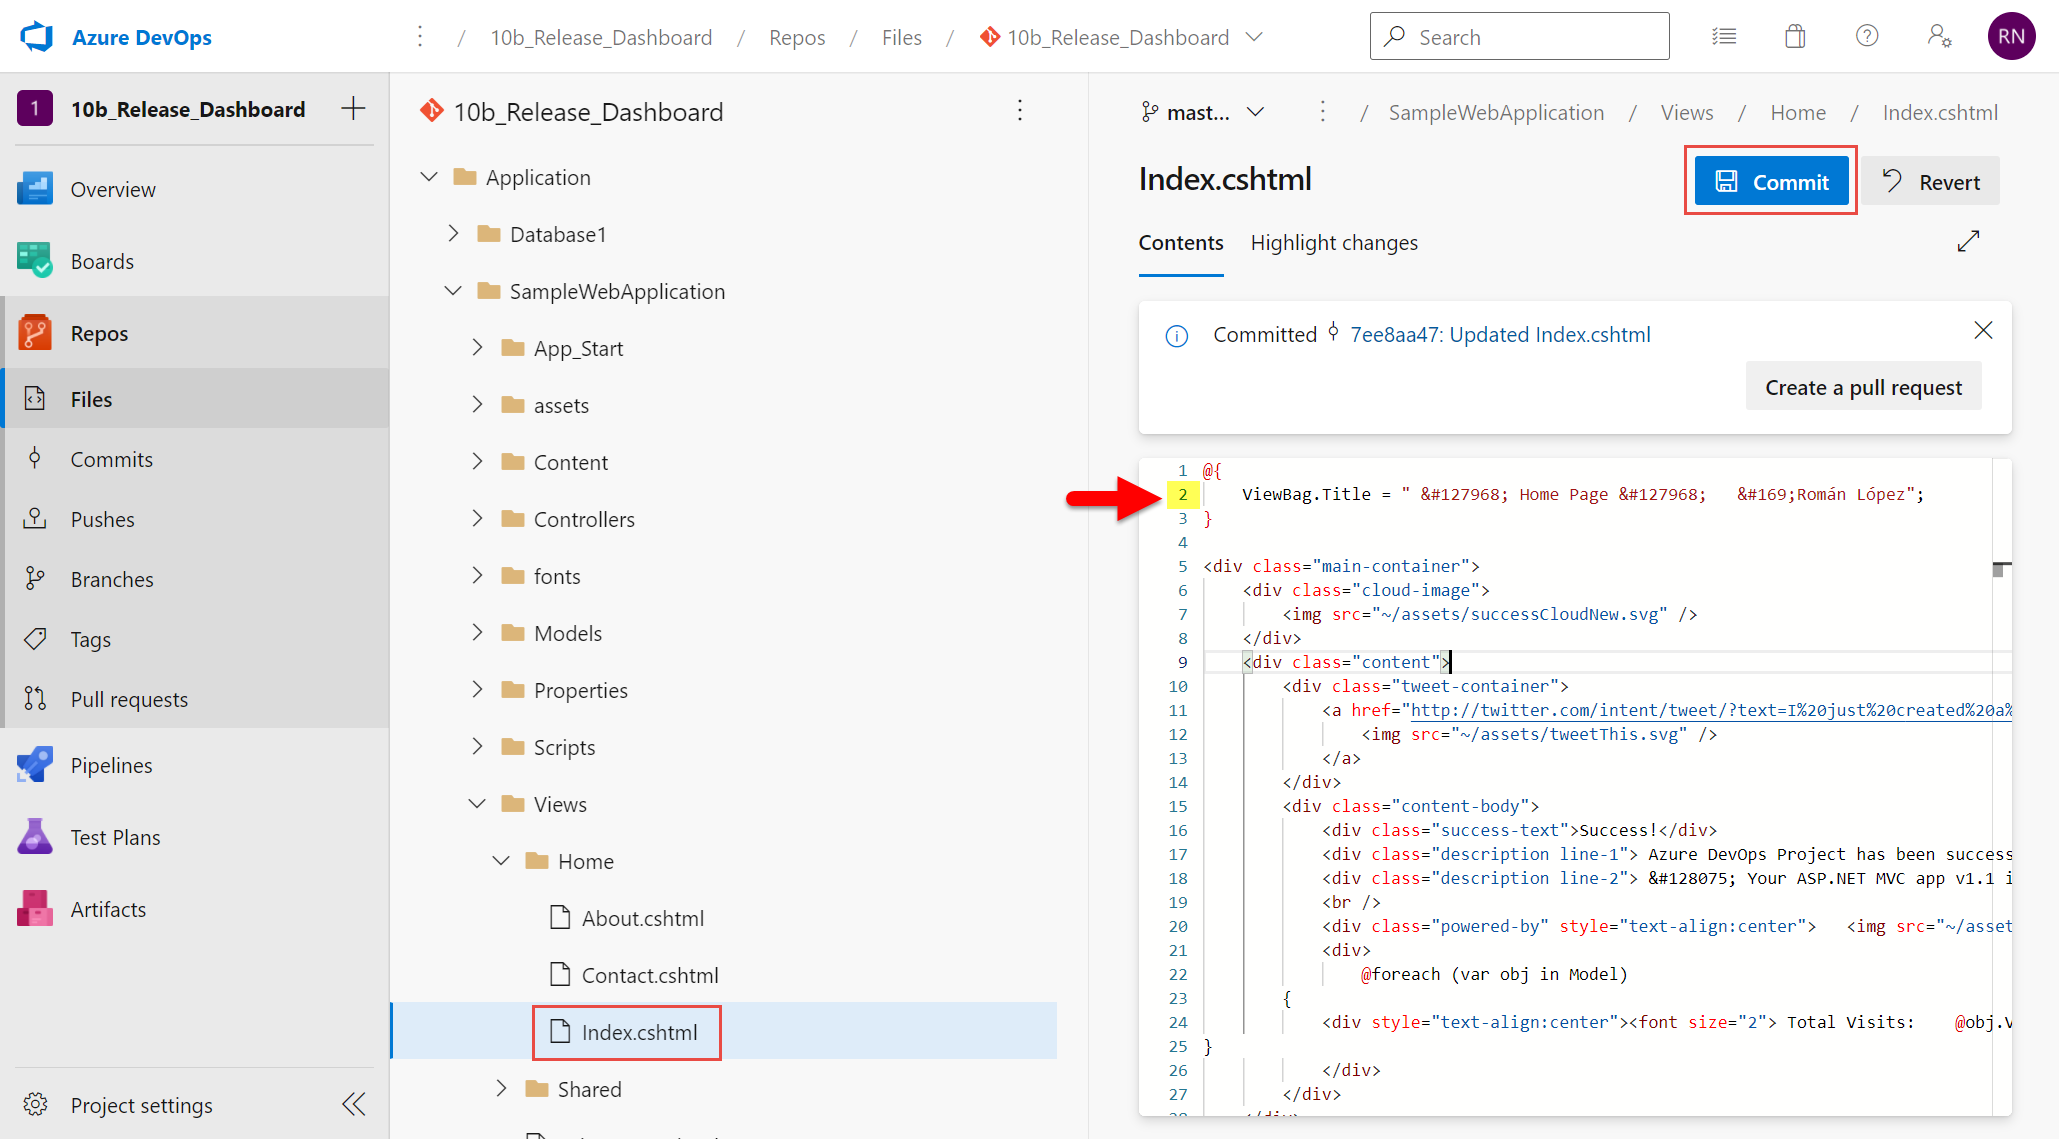 Azure DevOps
/ 10b_Release_Dashboard / Repos / Files / 10b_Release_Dashboard
Search
RN
1 10b_Release_Dashboard
Overview
Boards
Repos
Files
Commits
Pushes
Branches
Tags
Pull requests
Pipelines
Test Plans
Artifacts
Project settings
10b_Release_Dashboard
Application
Database1
SampleWebApplication
App_Start
assets
Content
Controllers
fonts
Models
Properties
Scripts
Views
Home
About.cshtml
Contact.cshtml
Index.cshtml
Shared
mast... / SampleWebApplication / Views / Home / Index.cshtml
Index.cshtml
Commit
Revert
Contents Highlight changes
Committed 7ee8aa47: Updated Index.cshtml
Create a pull request
1 @{
2 ViewBag.Title = " &#127968; Home Page &#127968;   &#169;Román López";
3 }
4
5 <div class="main-container">
6 <div class="cloud-image">
7 <img src="~/assets/successCloudNew.svg" />
8 </div>
9 <div class="content">
10 <div class="tweet-container">
11 <a href="http://twitter.com/intent/tweet/?text=I%20just%20created%20a%
12 <img src="~/assets/tweetThis.svg" />
13 </a>
14 </div>
15 <div class="content-body">
16 <div class="success-text">Success!</div>
17 <div class="description line-1"> Azure DevOps Project has been success
18 <div class="description line-2"> &#128075; Your ASP.NET MVC app v1.1 i
19 <br />
20 <div class="powered-by" style="text-align:center">   <img src="~/asset
21 <div>
22 @foreach (var obj in Model)
23 {
24 <div style="text-align:center"><font size="2"> Total Visits:    @obj.V
25 }
26 </div>
27 </div>